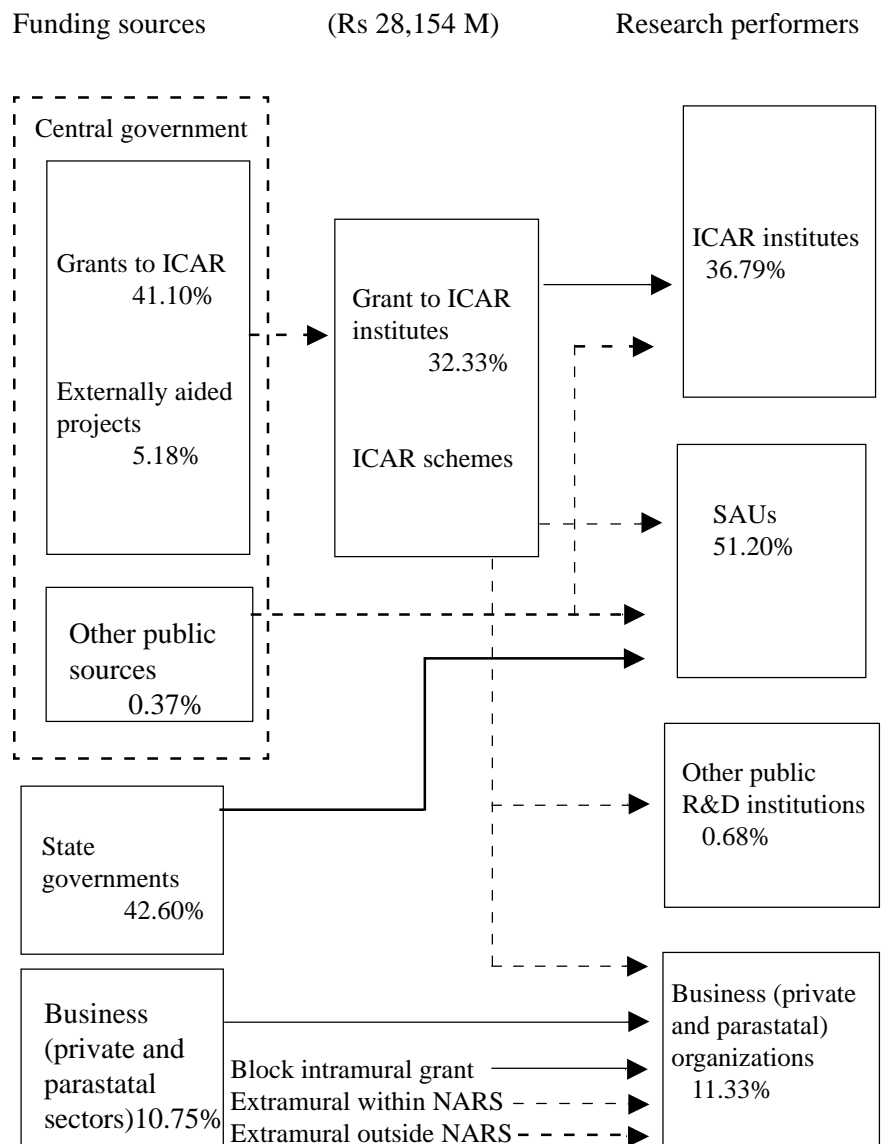 Funding sources (Rs 28,154 M) Research performers
Central government
Grants to ICAR
41.10%
Externally aided
projects
5.18%
Other public
sources
0.37%
State
governments
42.60%
Business
(private and
parastatal
sectors)10.75%
Grant to ICAR
institutes
32.33%
ICAR schemes
ICAR institutes
36.79%
SAUs
51.20%
Other public
R&D institutions
0.68%
Business (private
and parastatal)
organizations
11.33%
Block intramural grant
Extramural within NARS
Extramural outside NARS